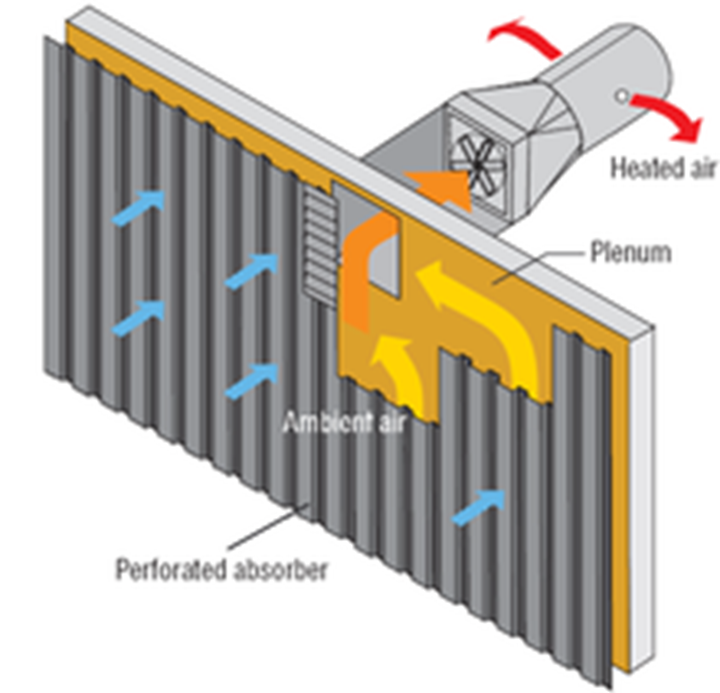 Heated air
Plenum
Ambient air
Perforated absorber